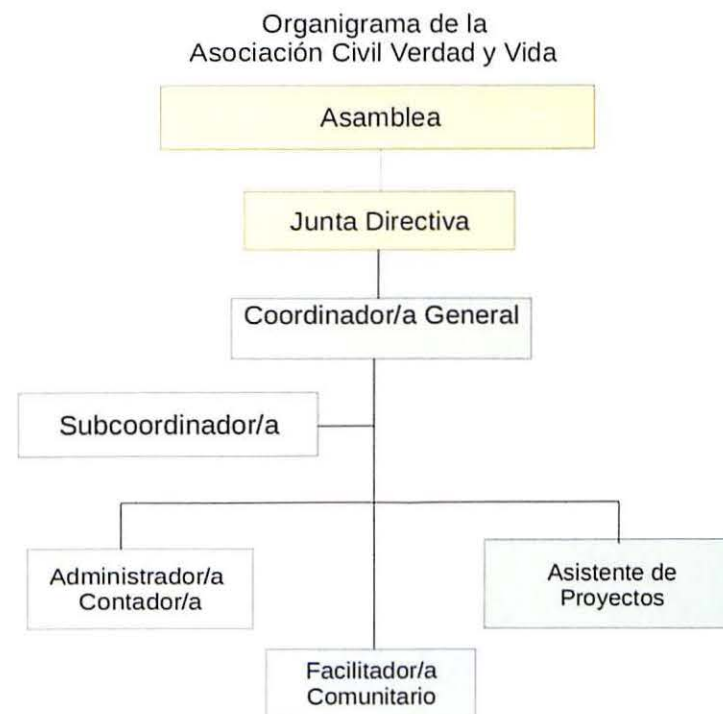 Organigrama de la
Asociación Civil Verdad y Vida
Asamblea
Junta Directiva
Coordinador/a General
Subcoordinador/a
Administrador/a
Contador/a
Asistente de
Proyectos
Facilitador/a
Comunitario